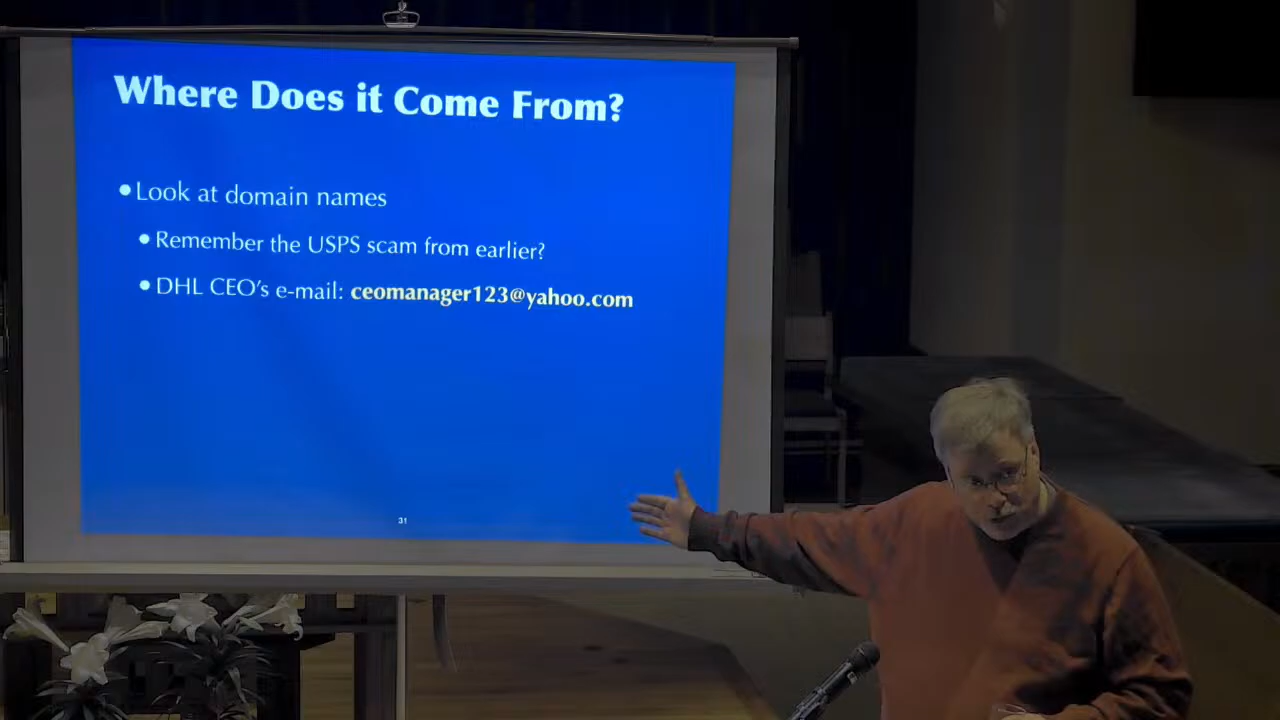 Where Does it Come From?
•Look at domain names
•Remember the USPS scam from earlier?
•DHL CEO's e-mail: ceomanager123@yahoo.com
31